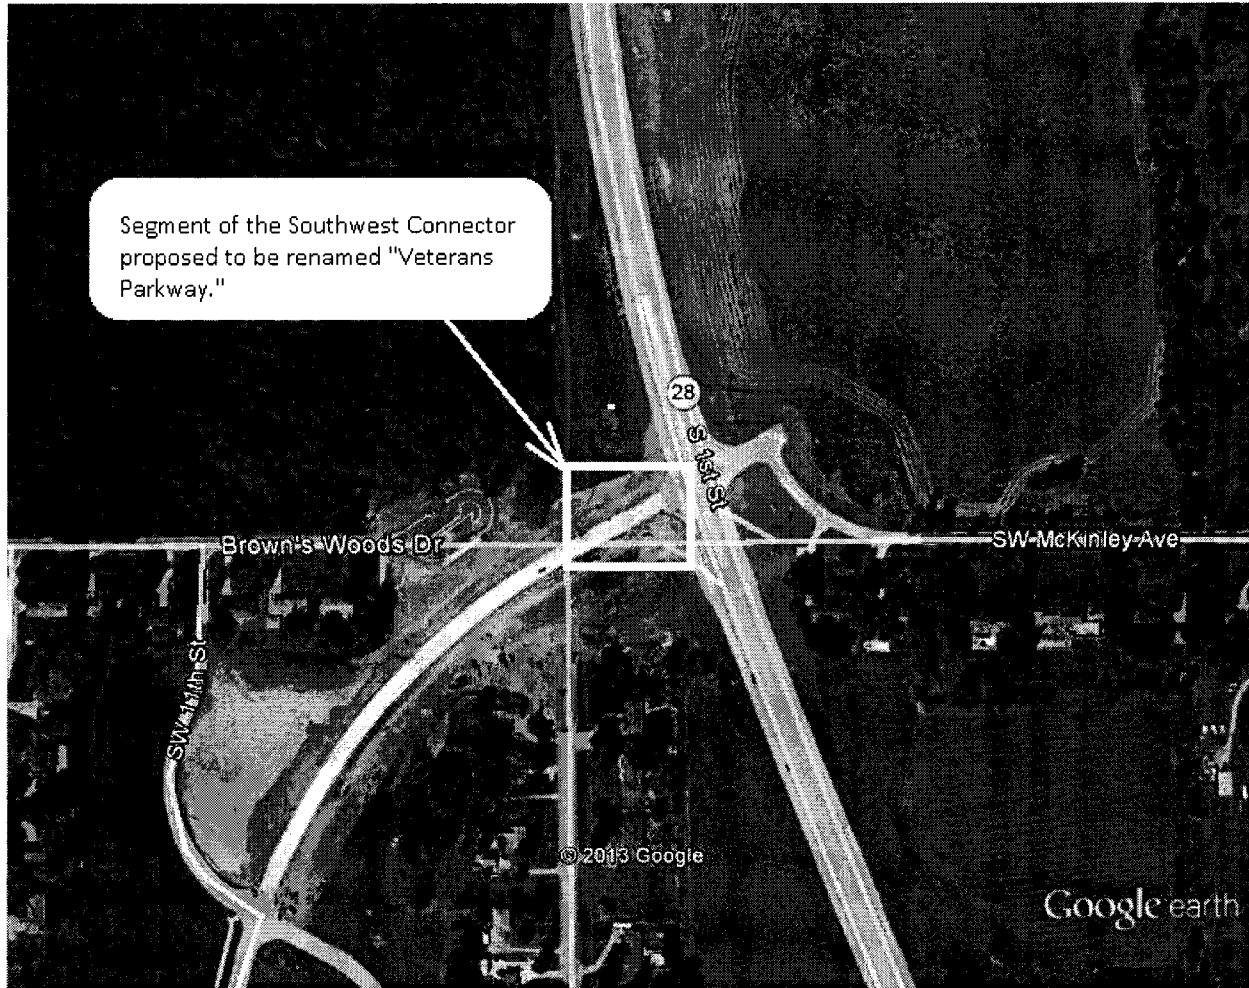 Segment of the Southwest Connector
proposed to be renamed "Veterans
Parkway."
28
S 1st St
Brown's Woods Dr
SW McKinley Ave
SW 11th St
© 2013 Google
Google earth